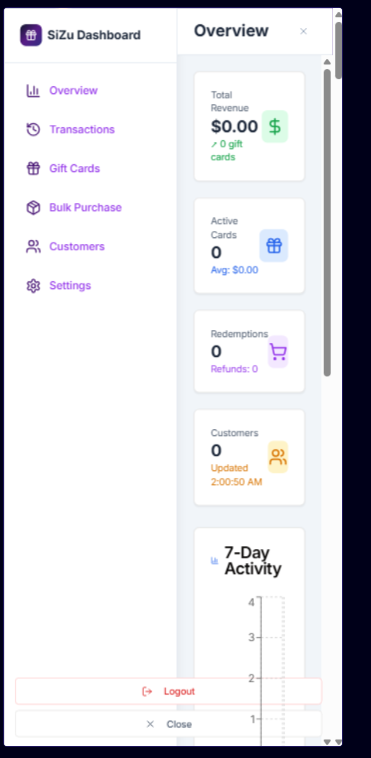 SiZu Dashboard
Overview
Transactions
Gift Cards
Bulk Purchase
Customers
Settings
Overview
Total
Revenue
$0.00
↗ 0 gift
cards
Active
Cards
0
Avg: $0.00
Redemptions
0
Refunds: 0
Customers
0
Updated
2:00:50 AM
7-Day
Activity
4
3
2
1
Logout
Close